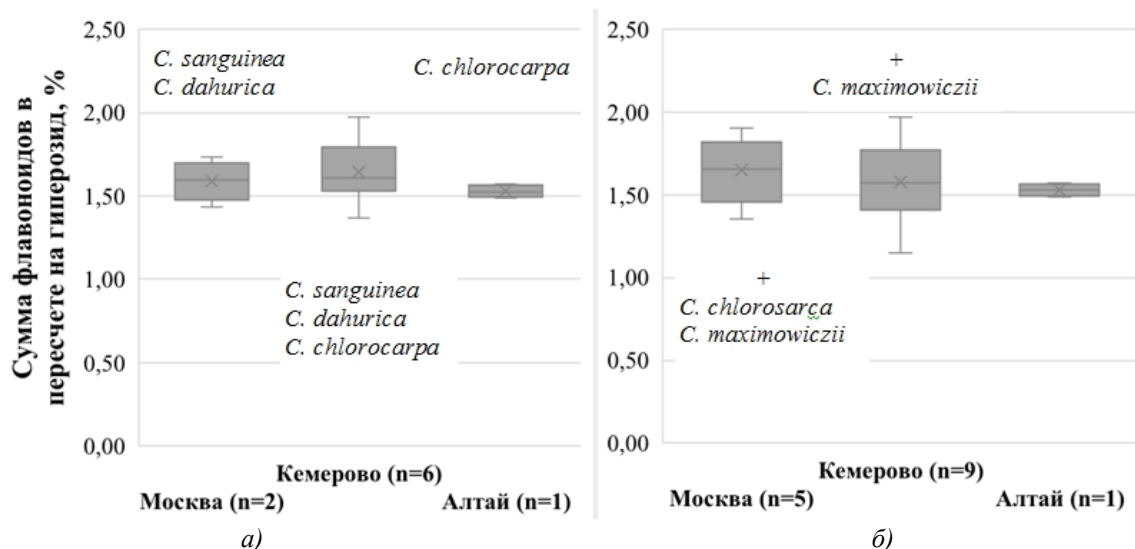 Сумма флавоноидов в
пересчете на гиперозид, %
2,50
2,00
1,50
1,00
0,50
0,00
C. sanguinea
C. dahurica
C. chlorocarpa
C. sanguinea
C. dahurica
C. chlorocarpa
Кемерово (n=6)
Москва (n=2)
Алтай (n=1)
а)
2,50
2,00
1,50
1,00
0,50
0,00
+
C. maximowiczii
+
C. chlorosarca
C. maximowiczii
Кемерово (n=9)
Москва (n=5)
Алтай (n=1)
б)